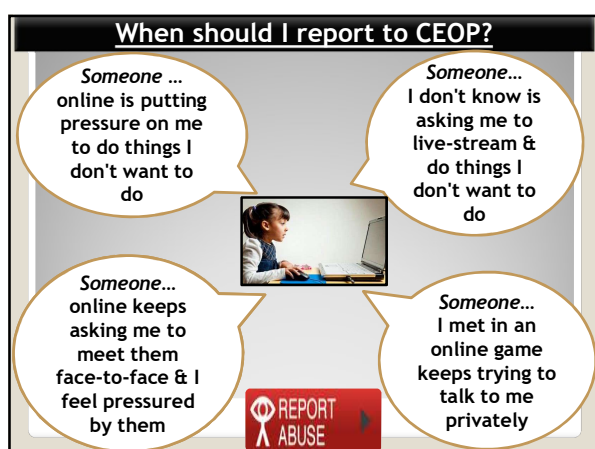 When should I report to CEOP?
Someone ...
online is putting
pressure on me
to do things I
don't want to
do
Someone...
I don't know is
asking me to
live-stream &
do things I
don't want to
do
Someone...
online keeps
asking me to
meet them
face-to-face & I
feel pressured
by them
Someone...
I met in an
online game
keeps trying to
talk to me
privately
REPORT
ABUSE